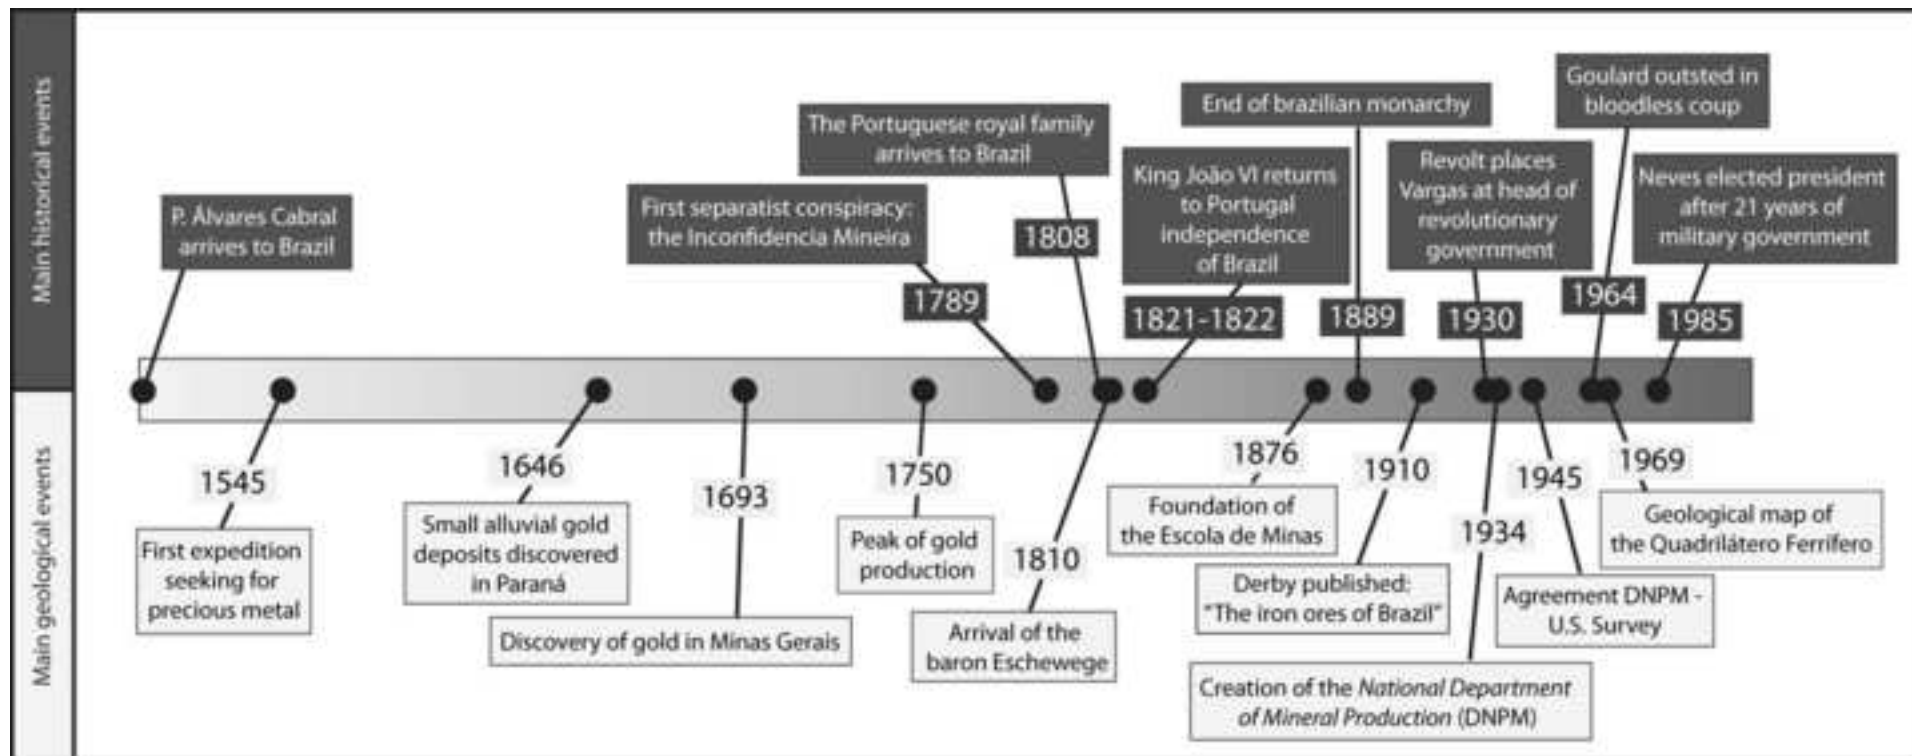 Main historical events
P. Álvares Cabral
arrives to Brazil
First separatist conspiracy:
the Inconfidencia Mineira
1789
The Portuguese royal family
arrives to Brazil
1808
King João VI returns
to Portugal
independence
of Brazil
1821-1822
End of brazilian monarchy
1889
Revolt places
Vargas at head of
revolutionary
government
1930
Goulard outsted in
bloodless coup
1964
Neves elected president
after 21 years of
military government
1985
Main geological events
1545
First expedition
seeking for
precious metal
1646
Small alluvial gold
deposits discovered
in Paraná
1693
Discovery of gold in Minas Gerais
1750
Peak of gold
production
1810
Arrival of the
baron Eschewege
1876
Foundation of
the Escola de Minas
1910
Derby published:
"The iron ores of Brazil"
1934
Creation of the National Department
of Mineral Production (DNPM)
1945
Agreement DNPM -
U.S. Survey
1969
Geological map of
the Quadrilátero Ferrífero